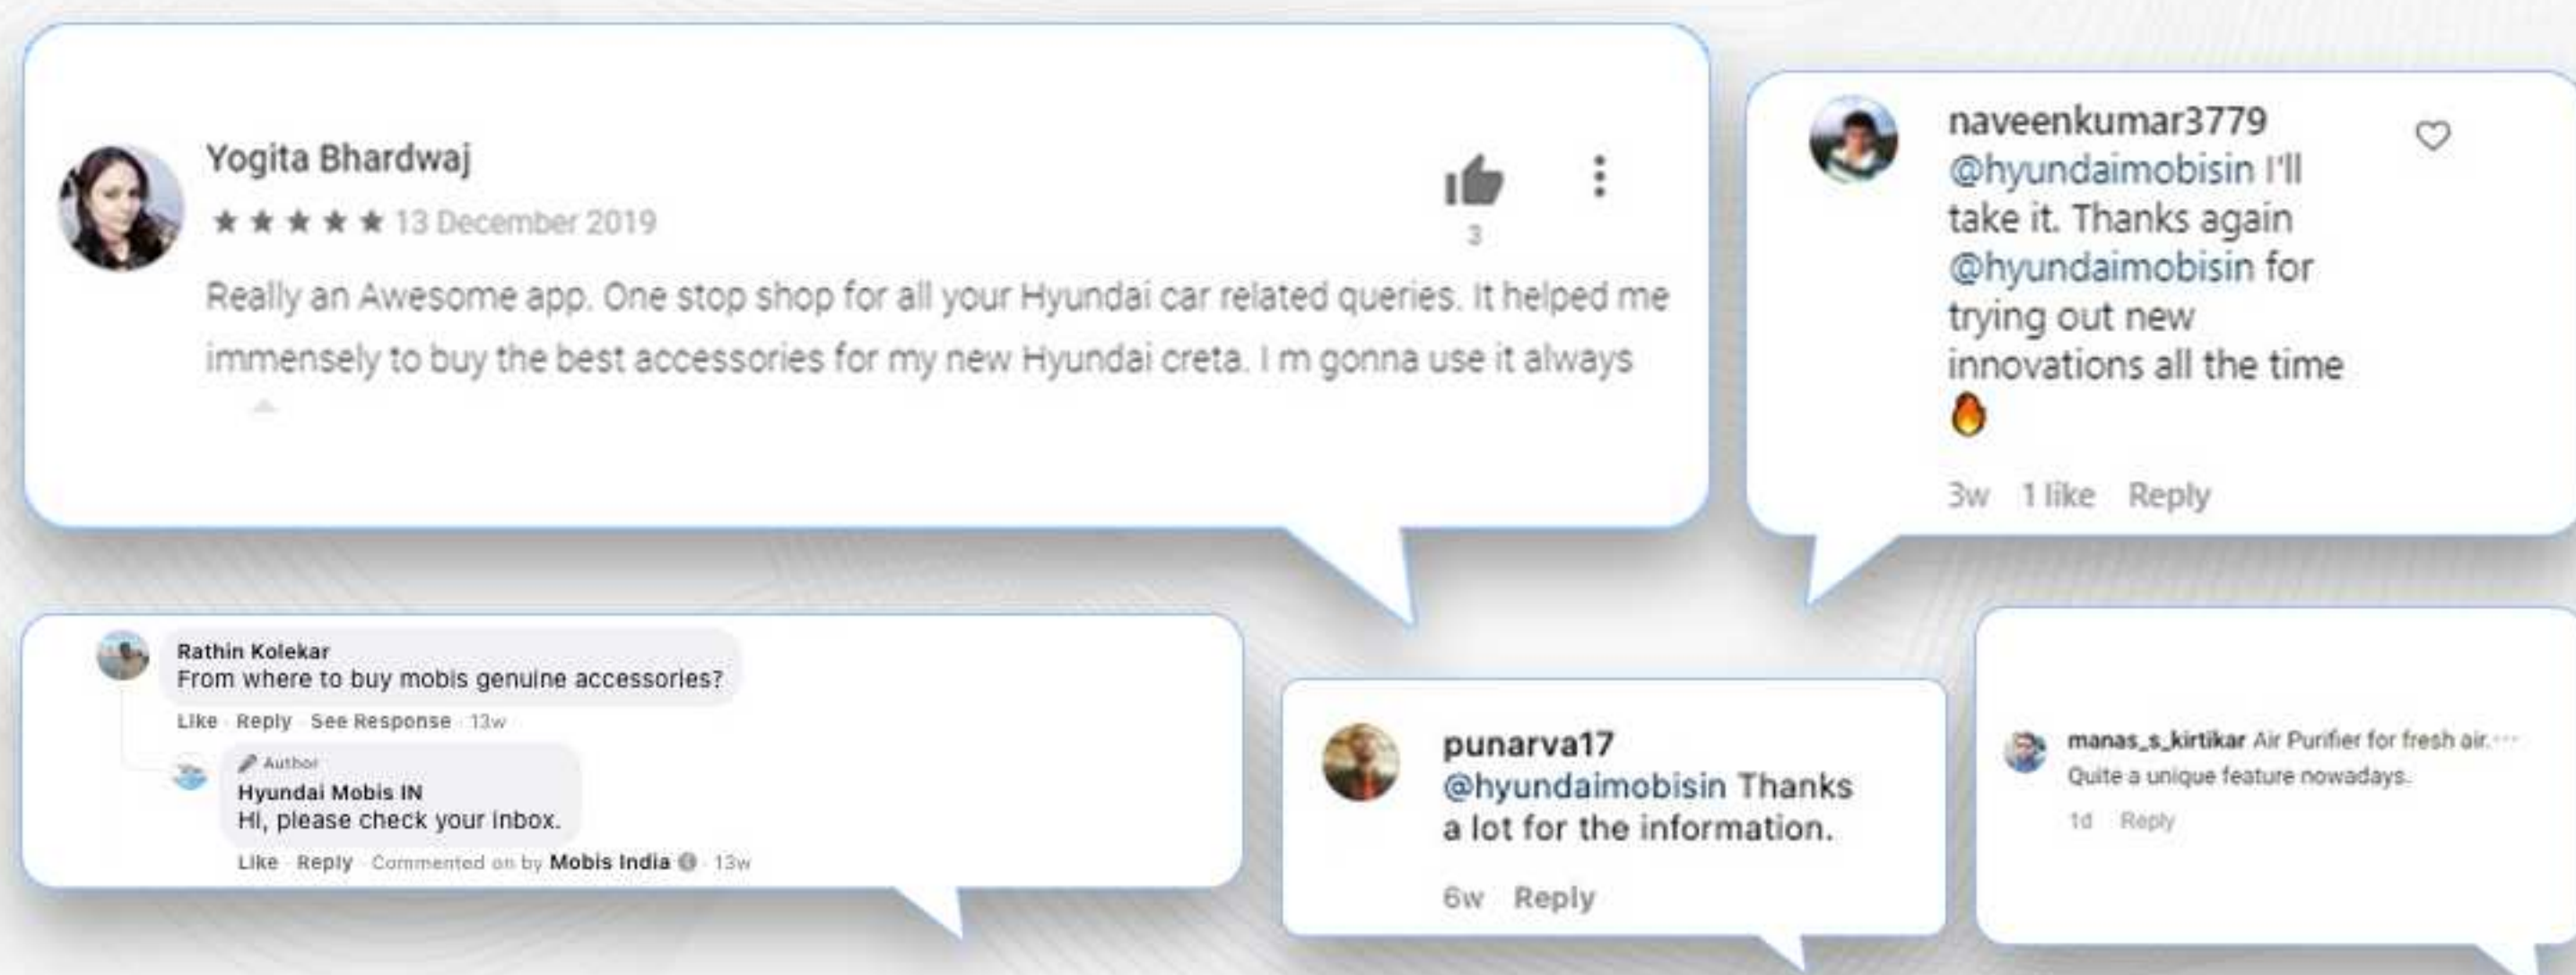 Yogita Bhardwaj
★★★★★ 13 December 2019
3
Really an Awesome app. One stop shop for all your Hyundai car related queries. It helped me
immensely to buy the best accessories for my new Hyundai creta. I m gonna use it always
naveenkumar3779
@hyundaimobisin I'll
take it. Thanks again
@hyundaimobisin for
trying out new
innovations all the time
🔥
3w 1 like Reply
Rathin Kolekar
From where to buy mobis genuine accessories?
Like · Reply · See Response · 13w
Author
Hyundai Mobis IN
Hi, please check your inbox.
Like · Reply · Commented on by Mobis India · 13w
punarva17
@hyundaimobisin Thanks
a lot for the information.
6w Reply
manas_s_kirtikar Air Purifier for fresh air.···
Quite a unique feature nowadays.
1d Reply